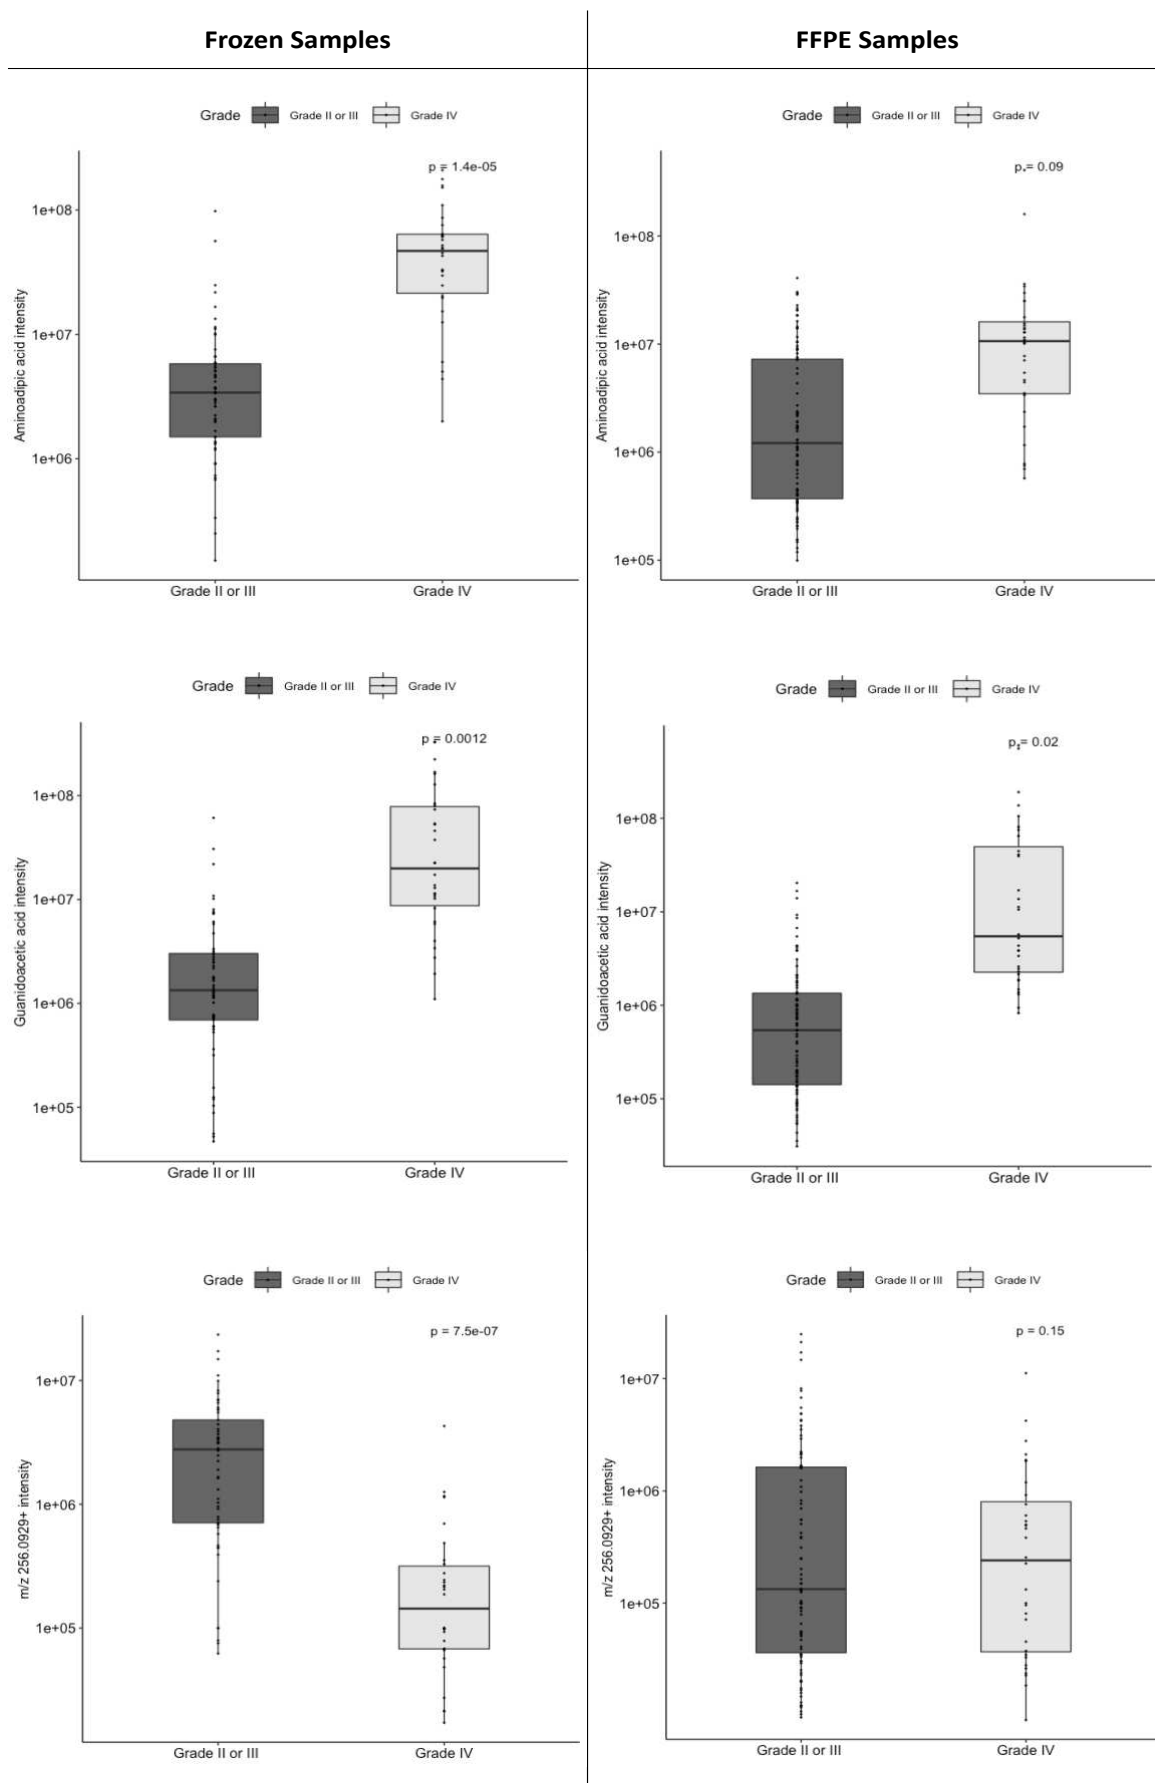 Frozen Samples
FFPE Samples
Grade Grade II or III Grade IV
p = 1.4e-05
1e+08
1e+07
1e+06
Aminoadipic acid intensity
Grade II or III Grade IV
Grade Grade II or III Grade IV
p = 0.09
1e+08
1e+07
1e+06
1e+05
Aminoadipic acid intensity
Grade II or III Grade IV
Grade Grade II or III Grade IV
p = 0.0012
1e+08
1e+07
1e+06
1e+05
Guanidoacetic acid intensity
Grade II or III Grade IV
Grade Grade II or III Grade IV
p = 0.02
1e+08
1e+07
1e+06
1e+05
Guanidoacetic acid intensity
Grade II or III Grade IV
Grade Grade II or III Grade IV
p = 7.5e-07
1e+07
1e+06
1e+05
m/z 256.0929+ intensity
Grade II or III Grade IV
Grade Grade II or III Grade IV
p = 0.15
1e+07
1e+06
1e+05
m/z 256.0929+ intensity
Grade II or III Grade IV